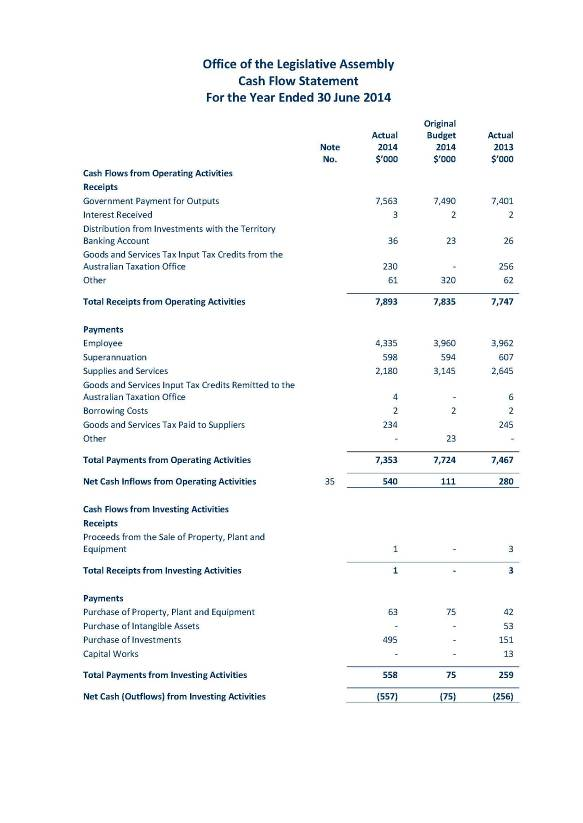 Office of the Legislative Assembly
Cash Flow Statement
For the Year Ended 30 June 2014
Original
Actual Budget Actual
Note 2014 2014 2013
No. $'000 $'000 $'000
Cash Flows from Operating Activities
Receipts
Government Payment for Outputs 7,563 7,490 7,401
Interest Received 3 2 2
Distribution from Investments with the Territory
Banking Account 36 23 26
Goods and Services Tax Input Tax Credits from the
Australian Taxation Office 230 - 256
Other 61 320 62
Total Receipts from Operating Activities 7,893 7,835 7,747
Payments
Employee 4,335 3,960 3,962
Superannuation 598 594 607
Supplies and Services 2,180 3,145 2,645
Goods and Services Input Tax Credits Remitted to the
Australian Taxation Office 4 - 6
Borrowing Costs 2 2 2
Goods and Services Tax Paid to Suppliers 234 245
Other - 23 -
Total Payments from Operating Activities 7,353 7,724 7,467
Net Cash Inflows from Operating Activities 35 540 111 280
Cash Flows from Investing Activities
Receipts
Proceeds from the Sale of Property, Plant and
Equipment 1 - 3
Total Receipts from Investing Activities 1 - 3
Payments
Purchase of Property, Plant and Equipment 63 75 42
Purchase of Intangible Assets - - 53
Purchase of Investments 495 - 151
Capital Works - - 13
Total Payments from Investing Activities 558 75 259
Net Cash (Outflows) from Investing Activities (557) (75) (256)